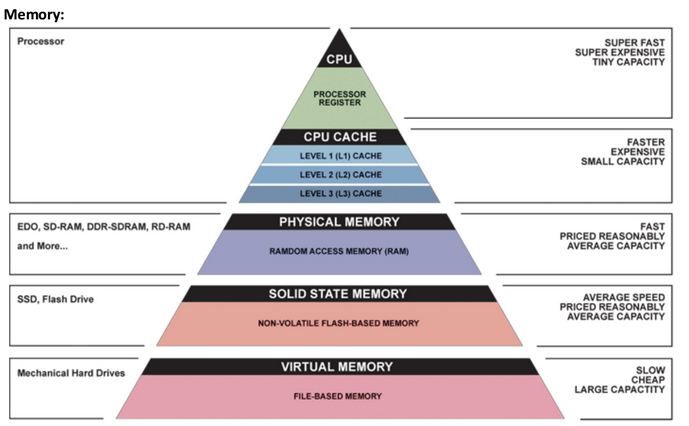 Memory:
Processor
CPU
SUPER FAST
SUPER EXPENSIVE
TINY CAPACITY
PROCESSOR
REGISTER
CPU CACHE
LEVEL 1 (L1) CACHE
LEVEL 2 (L2) CACHE
LEVEL 3 (L3) CACHE
FASTER
EXPENSIVE
SMALL CAPACITY
EDO, SD-RAM, DDR-SDRAM, RD-RAM
and More...
PHYSICAL MEMORY
RAMDOM ACCESS MEMORY (RAM)
FAST
PRICED REASONABLY
AVERAGE CAPACITY
SSD, Flash Drive
SOLID STATE MEMORY
NON-VOLATILE FLASH-BASED MEMORY
AVERAGE SPEED
PRICED REASONABLY
AVERAGE CAPACITY
Mechanical Hard Drives
VIRTUAL MEMORY
FILE-BASED MEMORY
SLOW
CHEAP
LARGE CAPACTITY